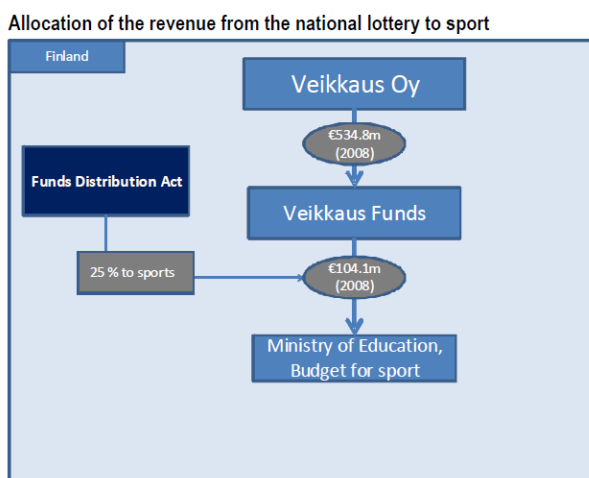 Allocation of the revenue from the national lottery to sport
Finland
Veikkaus Oy
€534.8m
(2008)
Funds Distribution Act
Veikkaus Funds
25 % to sports
€104.1m
(2008)
Ministry of Education,
Budget for sport